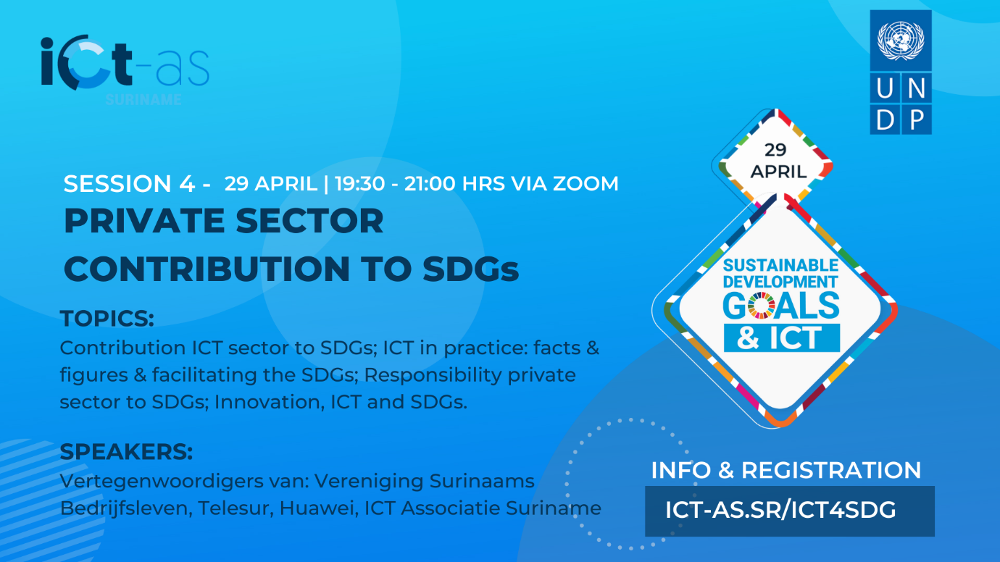 ict-as
SURINAME
UN
DP
29
APRIL
SESSION 4 - 29 APRIL | 19:30 - 21:00 HRS VIA ZOOM
PRIVATE SECTOR
CONTRIBUTION TO SDGs
SUSTAINABLE
DEVELOPMENT
GOALS
& ICT
TOPICS:
Contribution ICT sector to SDGs; ICT in practice: facts &
figures & facilitating the SDGs; Responsibility private
sector to SDGs; Innovation, ICT and SDGs.
SPEAKERS:
Vertegenwoordigers van: Vereniging Surinaams
Bedrijfsleven, Telesur, Huawei, ICT Associatie Suriname
INFO & REGISTRATION
ICT-AS.SR/ICT4SDG